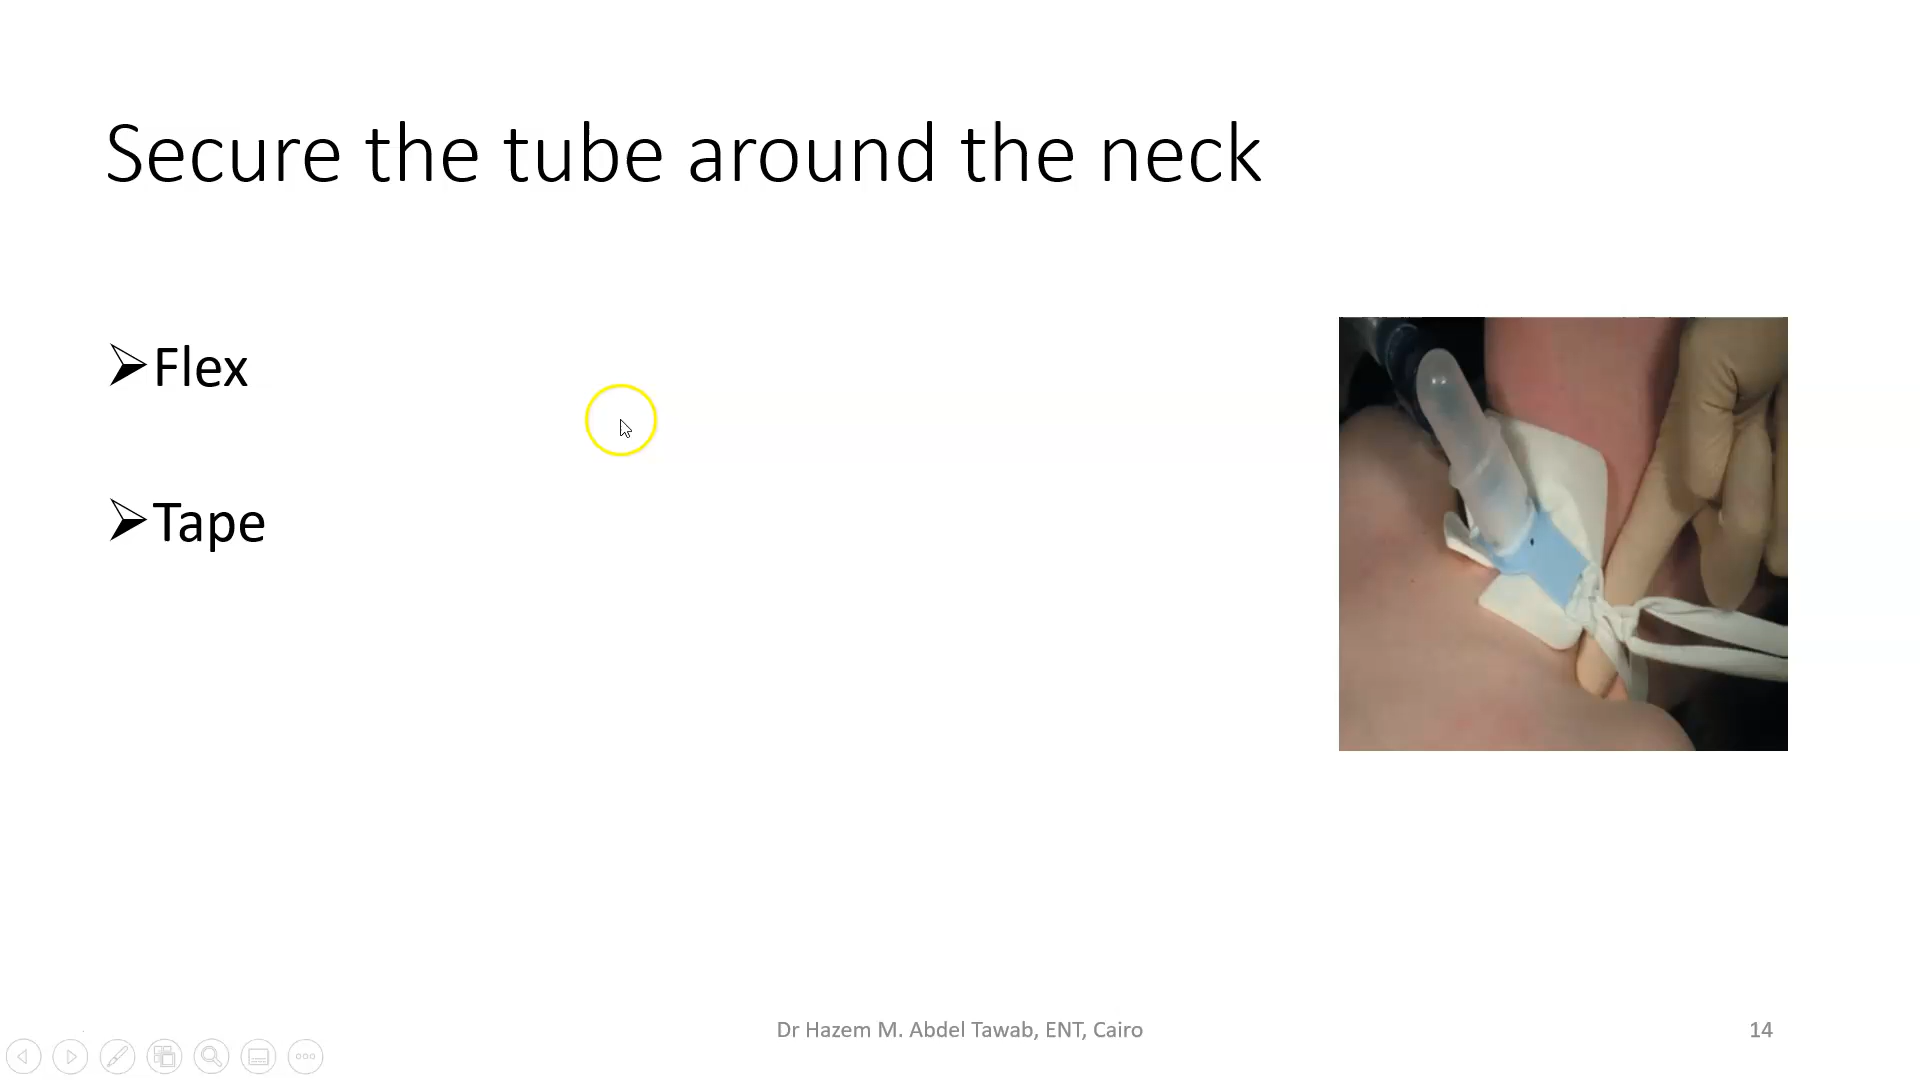 Secure the tube around the neck
Flex
Tape
Dr Hazem M. Abdel Tawab, ENT, Cairo
14